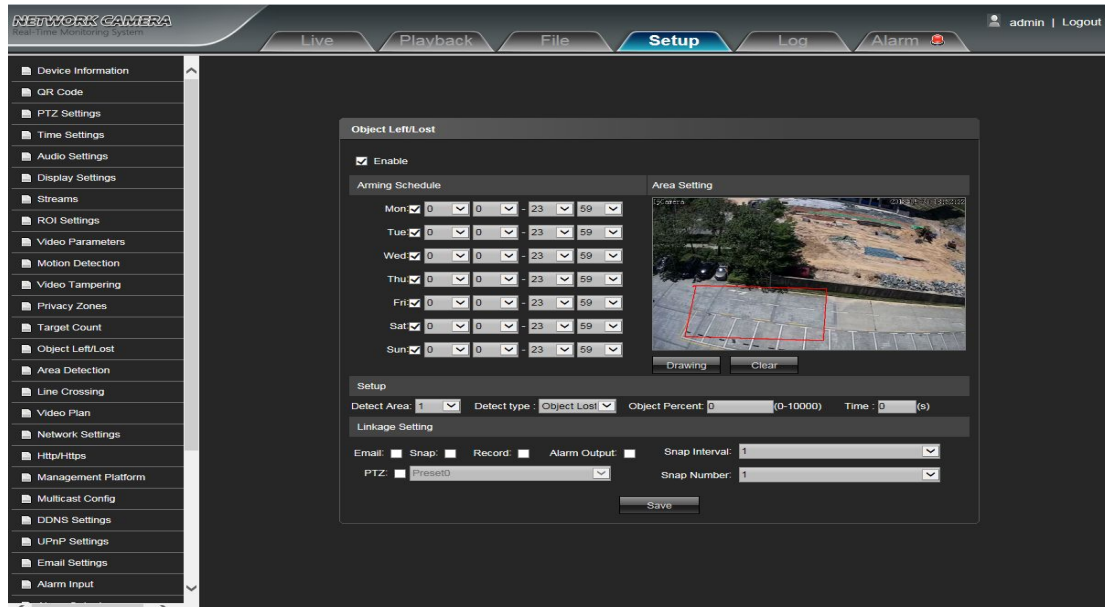 NETWORK CAMERA
Real-Time Monitoring System
Live
Playback
File
Setup
Log
Alarm
admin | Logout
Device Information
QR Code
PTZ Settings
Time Settings
Audio Settings
Display Settings
Streams
ROI Settings
Video Parameters
Motion Detection
Video Tampering
Privacy Zones
Target Count
Object Left/Lost
Area Detection
Line Crossing
Video Plan
Network Settings
Http/Https
Management Platform
Multicast Config
DDNS Settings
UPnP Settings
Email Settings
Alarm Input
Object Left/Lost
Enable
Arming Schedule
Mon: 0 0 - 23 59
Tue: 0 0 - 23 59
Wed: 0 0 - 23 59
Thu: 0 0 - 23 59
Fri: 0 0 - 23 59
Sat: 0 0 - 23 59
Sun: 0 0 - 23 59
Area Setting
IpCamera
Drawing Clear
Setup
Detect Area: 1 Detect type : Object Lost Object Percent: 0 (0-10000) Time : 0 (s)
Linkage Setting
Email: Snap: Record: Alarm Output: Snap Interval: 1
PTZ: Preset0 Snap Number: 1
Save